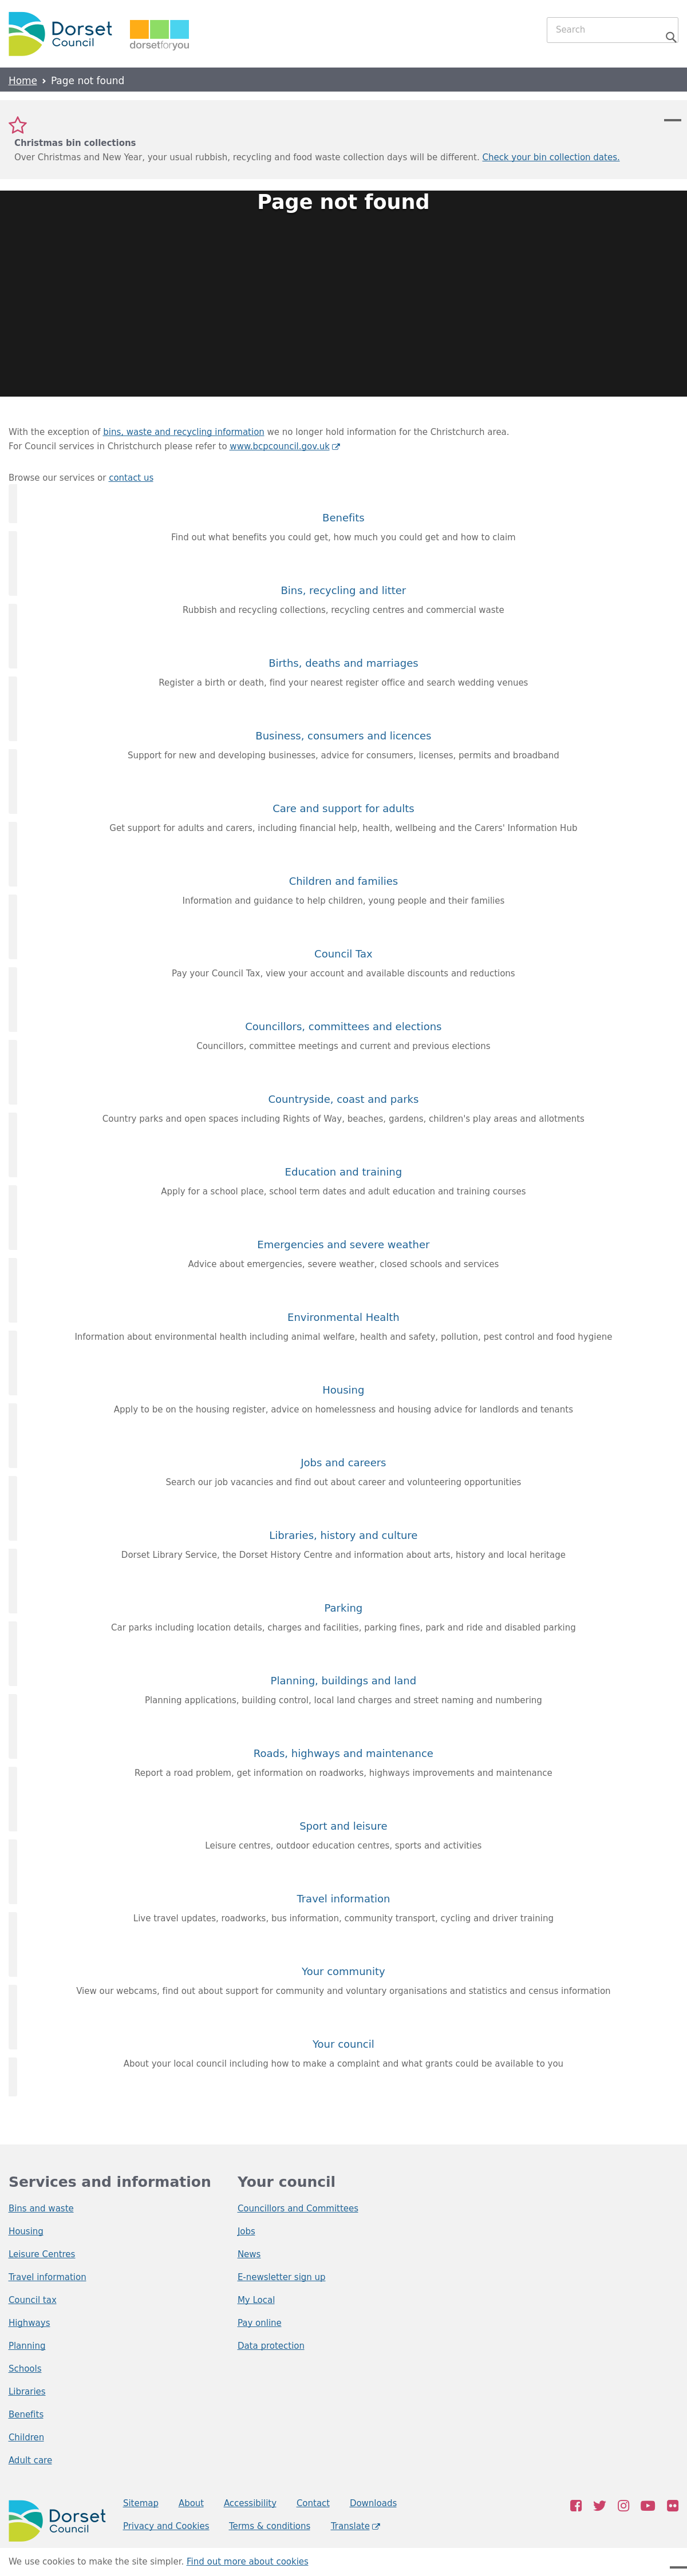 Dorset
Council
dorsetforyou
Search
Home › Page not found
Christmas bin collections
Over Christmas and New Year, your usual rubbish, recycling and food waste collection days will be different. Check your bin collection dates.
Page not found
With the exception of bins, waste and recycling information we no longer hold information for the Christchurch area.
For Council services in Christchurch please refer to www.bcpcouncil.gov.uk
Browse our services or contact us
Benefits
Find out what benefits you could get, how much you could get and how to claim
Bins, recycling and litter
Rubbish and recycling collections, recycling centres and commercial waste
Births, deaths and marriages
Register a birth or death, find your nearest register office and search wedding venues
Business, consumers and licences
Support for new and developing businesses, advice for consumers, licenses, permits and broadband
Care and support for adults
Get support for adults and carers, including financial help, health, wellbeing and the Carers' Information Hub
Children and families
Information and guidance to help children, young people and their families
Council Tax
Pay your Council Tax, view your account and available discounts and reductions
Councillors, committees and elections
Councillors, committee meetings and current and previous elections
Countryside, coast and parks
Country parks and open spaces including Rights of Way, beaches, gardens, children's play areas and allotments
Education and training
Apply for a school place, school term dates and adult education and training courses
Emergencies and severe weather
Advice about emergencies, severe weather, closed schools and services
Environmental Health
Information about environmental health including animal welfare, health and safety, pollution, pest control and food hygiene
Housing
Apply to be on the housing register, advice on homelessness and housing advice for landlords and tenants
Jobs and careers
Search our job vacancies and find out about career and volunteering opportunities
Libraries, history and culture
Dorset Library Service, the Dorset History Centre and information about arts, history and local heritage
Parking
Car parks including location details, charges and facilities, parking fines, park and ride and disabled parking
Planning, buildings and land
Planning applications, building control, local land charges and street naming and numbering
Roads, highways and maintenance
Report a road problem, get information on roadworks, highways improvements and maintenance
Sport and leisure
Leisure centres, outdoor education centres, sports and activities
Travel information
Live travel updates, roadworks, bus information, community transport, cycling and driver training
Your community
View our webcams, find out about support for community and voluntary organisations and statistics and census information
Your council
About your local council including how to make a complaint and what grants could be available to you
Services and information
Bins and waste
Housing
Leisure Centres
Travel information
Council tax
Highways
Planning
Schools
Libraries
Benefits
Children
Adult care
Your council
Councillors and Committees
Jobs
News
E-newsletter sign up
My Local
Pay online
Data protection
Dorset
Council
Sitemap About Accessibility Contact Downloads
Privacy and Cookies Terms & conditions Translate
We use cookies to make the site simpler. Find out more about cookies